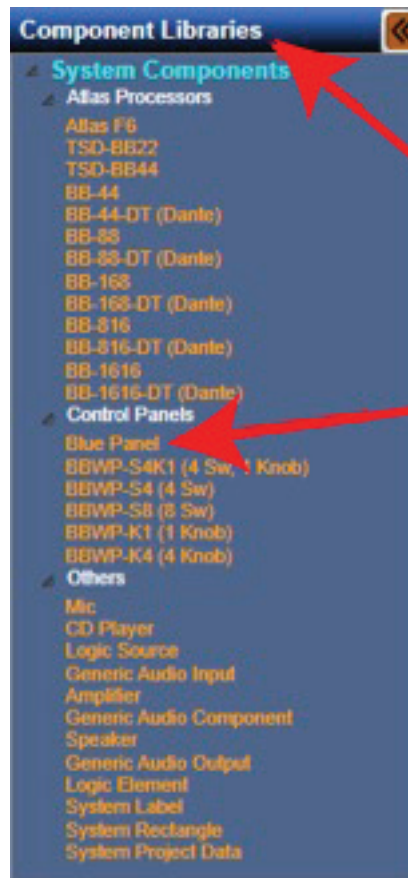 Component Libraries
System Components
Atlas Processors
Atlas F6
TSD-BB22
TSD-BB44
BB-44
BB-44-DT (Dante)
BB-88
BB-88-DT (Dante)
BB-168
BB-168-DT (Dante)
BB-816
BB-816-DT (Dante)
BB-1616
BB-1616-DT (Dante)
Control Panels
Blue Panel
BBWP-S4K1 (4 Sw, 1 Knob)
BBWP-S4 (4 Sw)
BBWP-S8 (8 Sw)
BBWP-K1 (1 Knob)
BBWP-K4 (4 Knob)
Others
Mic
CD Player
Logic Source
Generic Audio Input
Amplifier
Generic Audio Component
Speaker
Generic Audio Output
Logic Element
System Label
System Rectangle
System Project Data